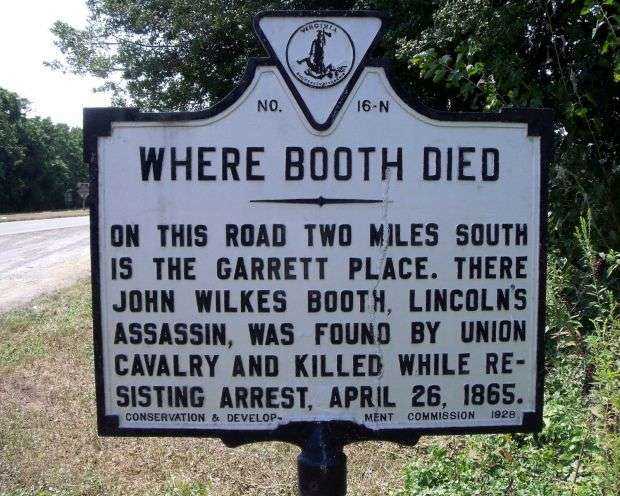 VIRGINIA
NO. 16-N
WHERE BOOTH DIED
ON THIS ROAD TWO MILES SOUTH
IS THE GARRETT PLACE. THERE
JOHN WILKES BOOTH, LINCOLN'S
ASSASSIN, WAS FOUND BY UNION
CAVALRY AND KILLED WHILE RE-
SISTING ARREST, APRIL 26, 1865.
CONSERVATION & DEVELOP- MENT COMMISSION 1928